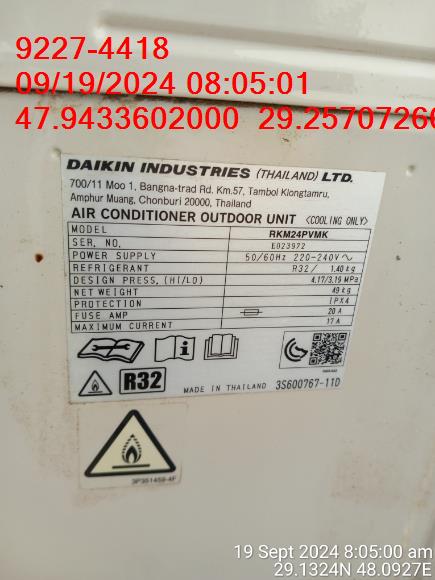 9227-4418
09/19/2024 08:05:01
47.9433602000 29.2570726
DAIKIN INDUSTRIES (THAILAND) LTD.
700/11 Moo 1, Bangna-trad Rd. Km.57, Tambol Klongtamru,
Amphur Muang, Chonburi 20000, Thailand
AIR CONDITIONER OUTDOOR UNIT <COOLING ONLY>
MODEL RKM24PVMK
SER. NO. E023972
POWER SUPPLY 50/60Hz 220-240V ~
REFRIGERANT R32/ 1.40 kg
DESIGN PRESS. (HI/LO) 4.17/3.19 MPa
NET WEIGHT 49 kg
PROTECTION IPX4
FUSE AMP 20 A
MAXIMUM CURRENT 17 A
R32
MADE IN THAILAND 3S600767-11D
3P351459-4F
19 Sept 2024 8:05:00 am
29.1324N 48.0927E